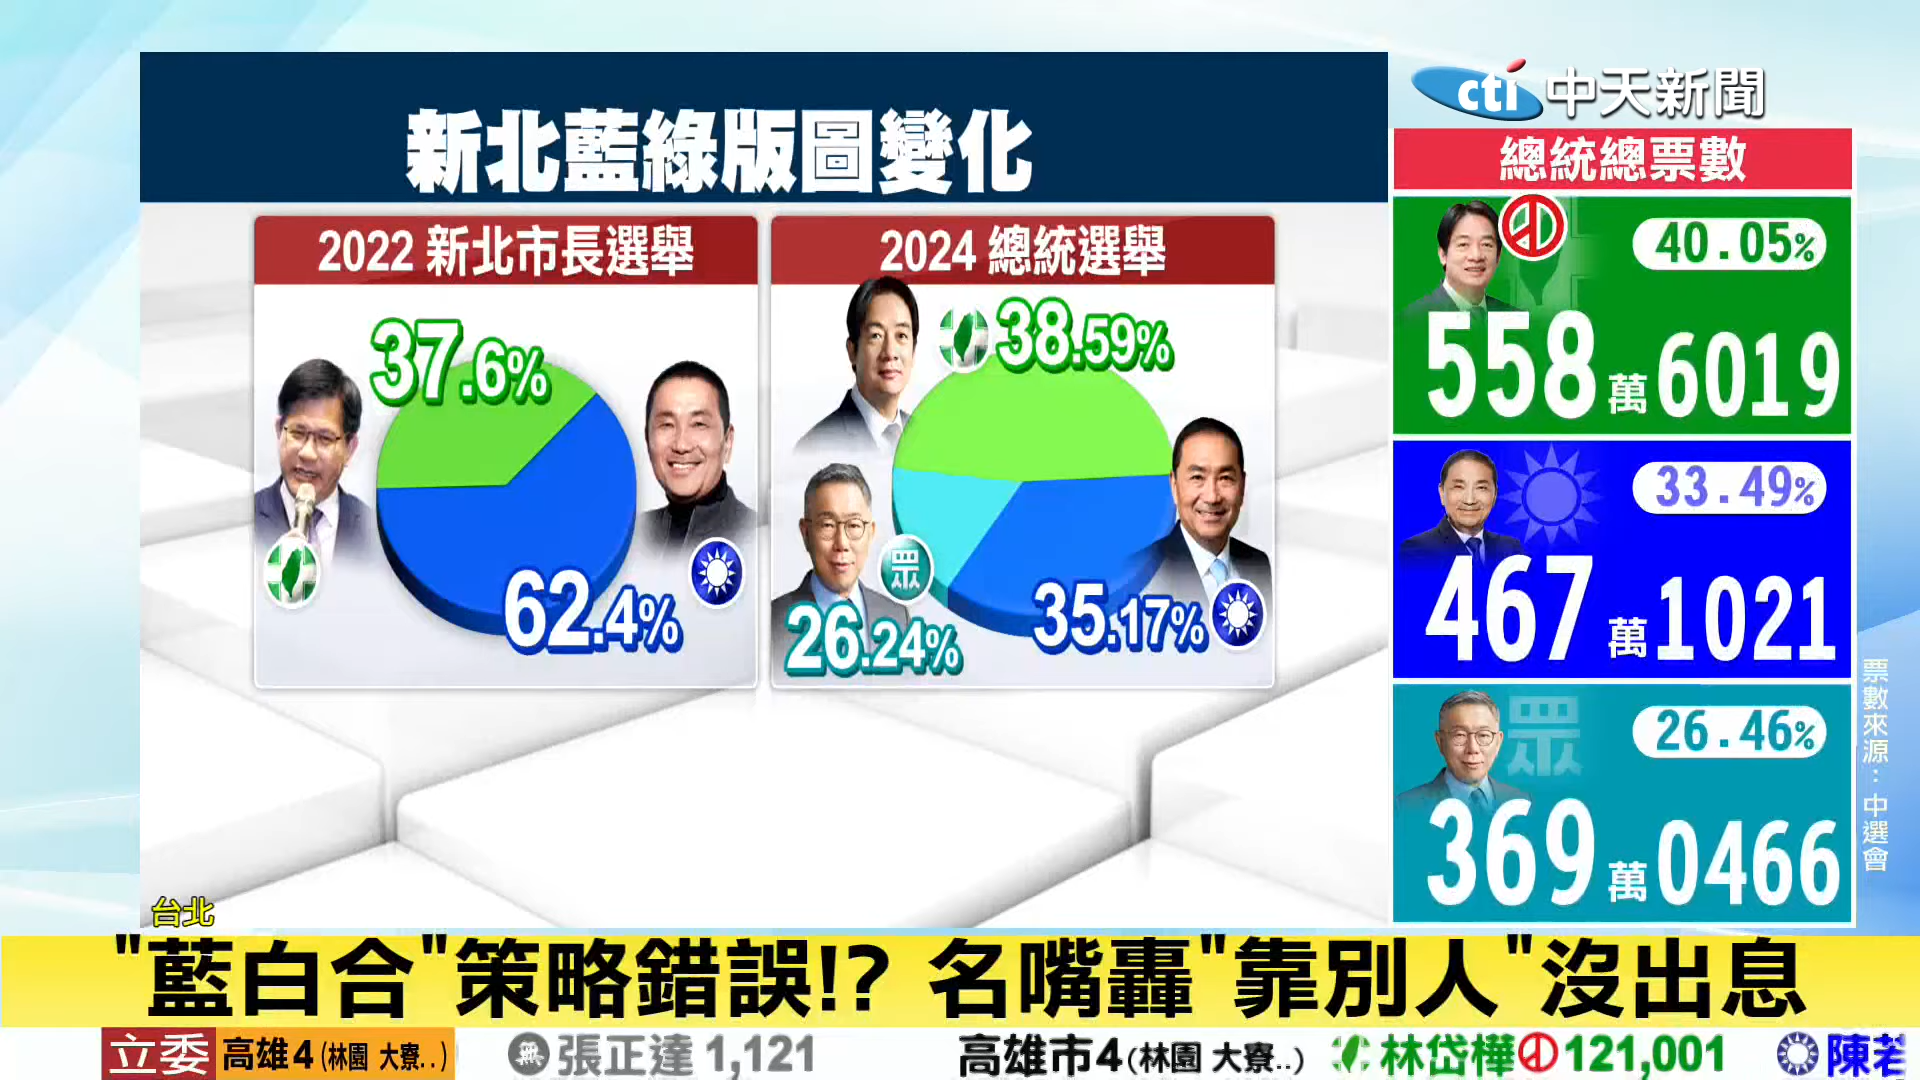 新北藍綠版圖變化
2022 新北市長選舉
37.6%
62.4%
2024 總統選舉
38.59%
眾
26.24%
35.17%
cti 中天新聞
總統總票數
40.05%
558萬6019
33.49%
467萬1021
眾
26.46%
369萬0466
票數來源：中選會
台北
"藍白合"策略錯誤!? 名嘴轟"靠別人"沒出息
立委 高雄4(林園 大寮..) 無 張正達 1,121 高雄市4(林園 大寮..) 林岱樺 121,001